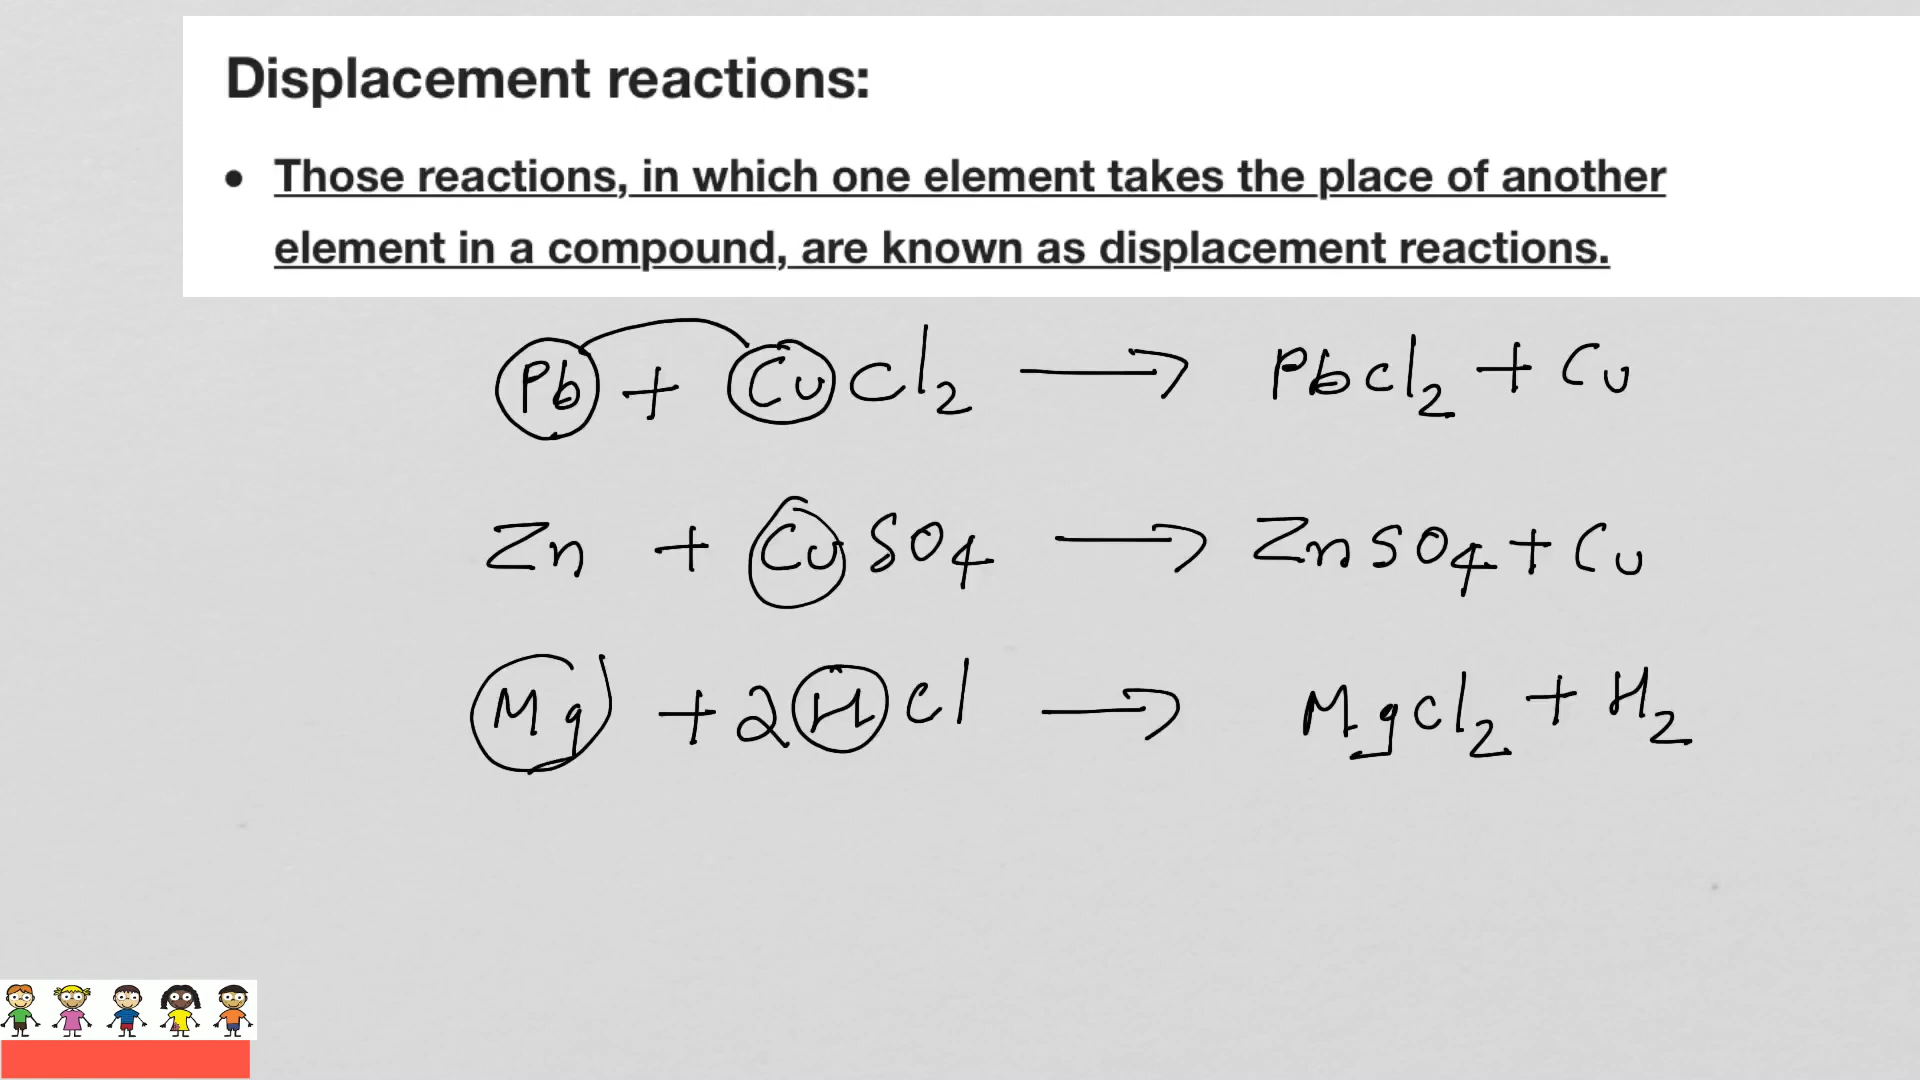 Displacement reactions:
• Those reactions, in which one element takes the place of another
element in a compound, are known as displacement reactions.
Pb + CuCl₂ → PbCl₂ + Cu
Zn + CuSO₄ → ZnSO₄ + Cu
Mg + 2HCl → MgCl₂ + H₂